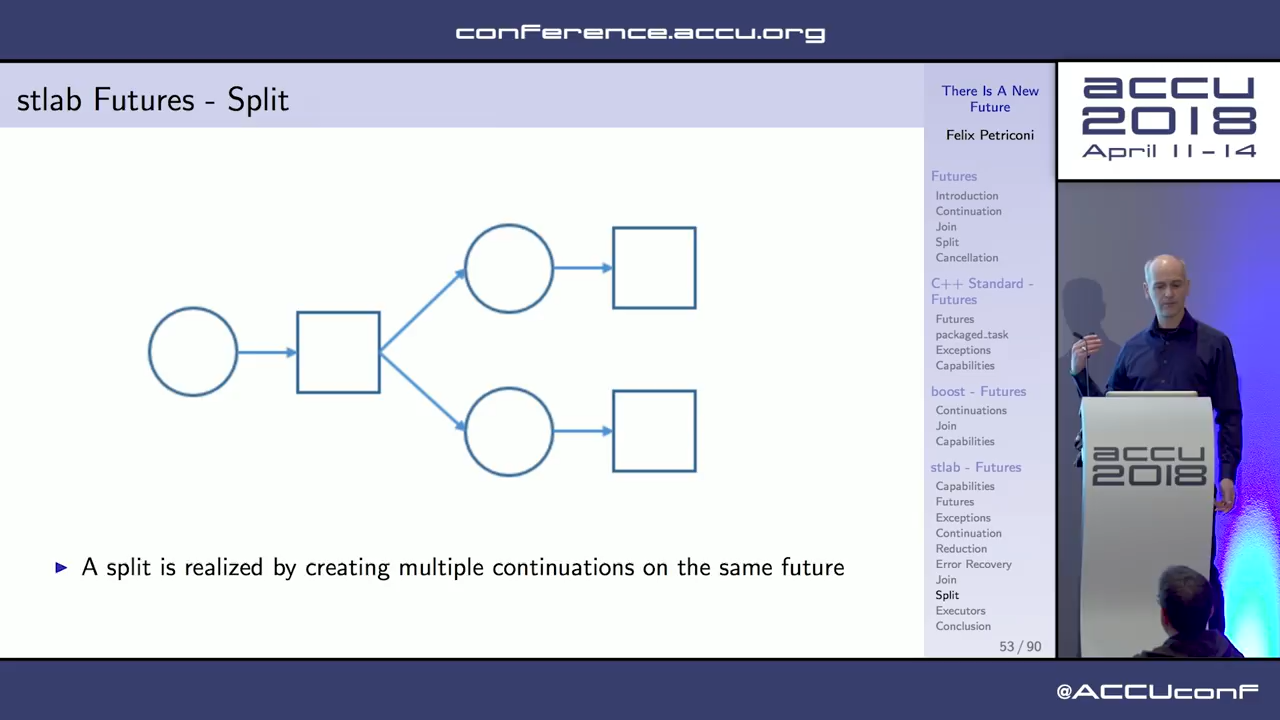 conference.accu.org
stlab Futures - Split
A split is realized by creating multiple continuations on the same future
There Is A New
Future
Felix Petriconi
Futures
Introduction
Continuation
Join
Split
Cancellation
C++ Standard -
Futures
Futures
packaged_task
Exceptions
Capabilities
boost - Futures
Continuations
Join
Capabilities
stlab - Futures
Capabilities
Futures
Exceptions
Continuation
Reduction
Error Recovery
Join
Split
Executors
Conclusion
53 / 90
accu
2018
April 11-14
accu
2018
@ACCUconf